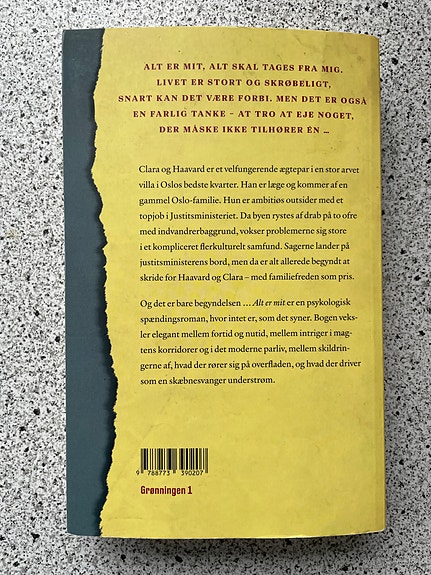 ALT ER MIT, ALT SKAL TAGES FRA MIG.
LIVET ER STORT OG SKRØBELIGT,
SNART KAN DET VÆRE FORBI. MEN DET ER OGSÅ
EN FARLIG TANKE – AT TRO AT EJE NOGET,
DER MÅSKE IKKE TILHØRER ÉN ...
Clara og Haavard er et velfungerende ægtepar i en stor arvet
villa i Oslos bedste kvarter. Han er læge og kommer af en
gammel Oslo-familie. Hun er ambitiøs outsider med et
topjob i Justitsministeriet. Da byen rystes af drab på to ofre
med indvandrerbaggrund, vokser problemerne sig store
i et kompliceret flerkulturelt samfund. Sagerne lander på
justitsministerens bord, men da er alt allerede begyndt at
skride for Haavard og Clara – med familiefreden som pris.
Og det er bare begyndelsen ... Alt er mit er en psykologisk
spændingsroman, hvor intet er, som det syner. Bogen veks-
ler elegant mellem fortid og nutid, mellem intriger i mag-
tens korridorer og i det moderne parliv, mellem skildrin-
gerne af, hvad der rører sig på overfladen, og hvad der driver
som en skæbnesvanger understrøm.
9 788773 390207
Grønningen 1